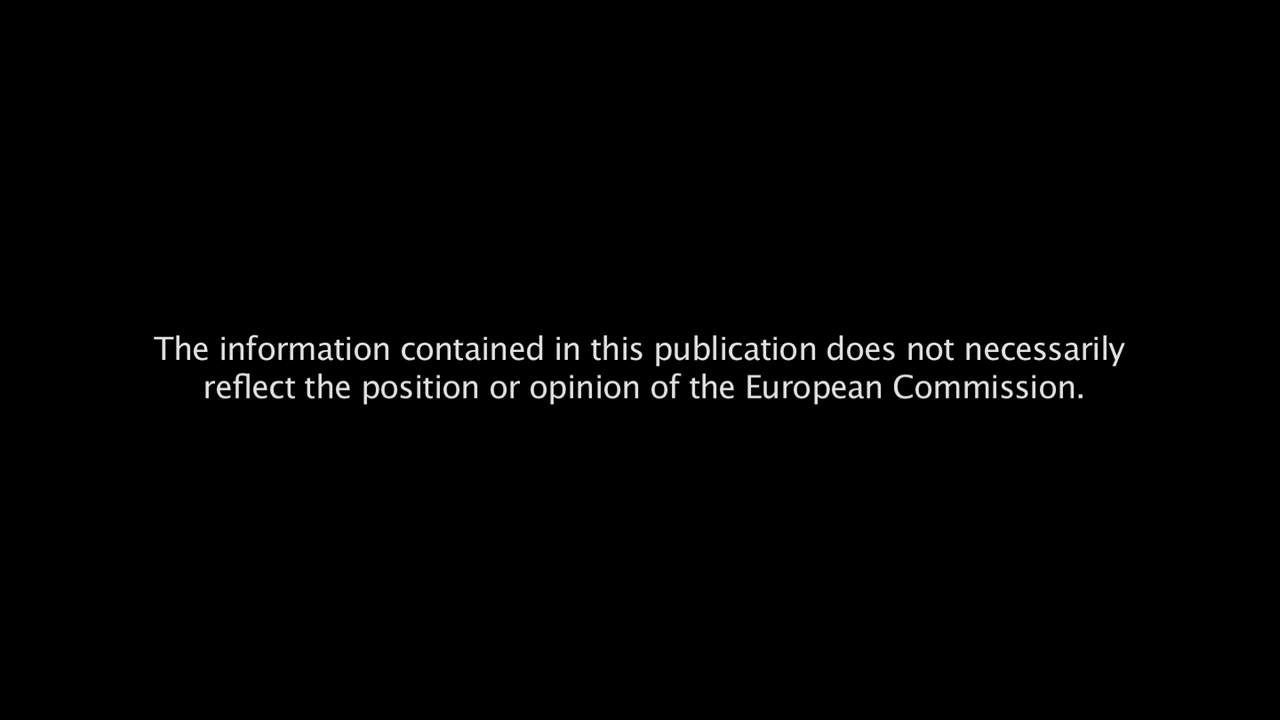 The information contained in this publication does not necessarily
reflect the position or opinion of the European Commission.